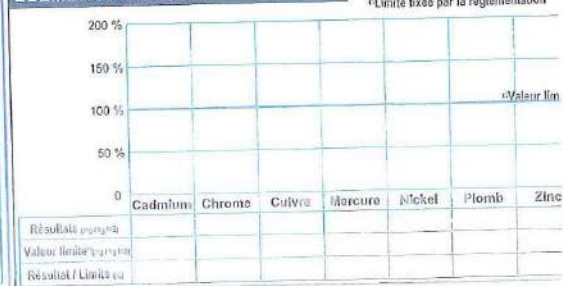 Limite fixée par la réglementation
200 %
150 %
100 %
Valeur lim
50 %
0
Cadmium Chrome Cuivre Mercure Nickel Plomb Zinc
Résultats
Valeur limite
Résultat / Limite